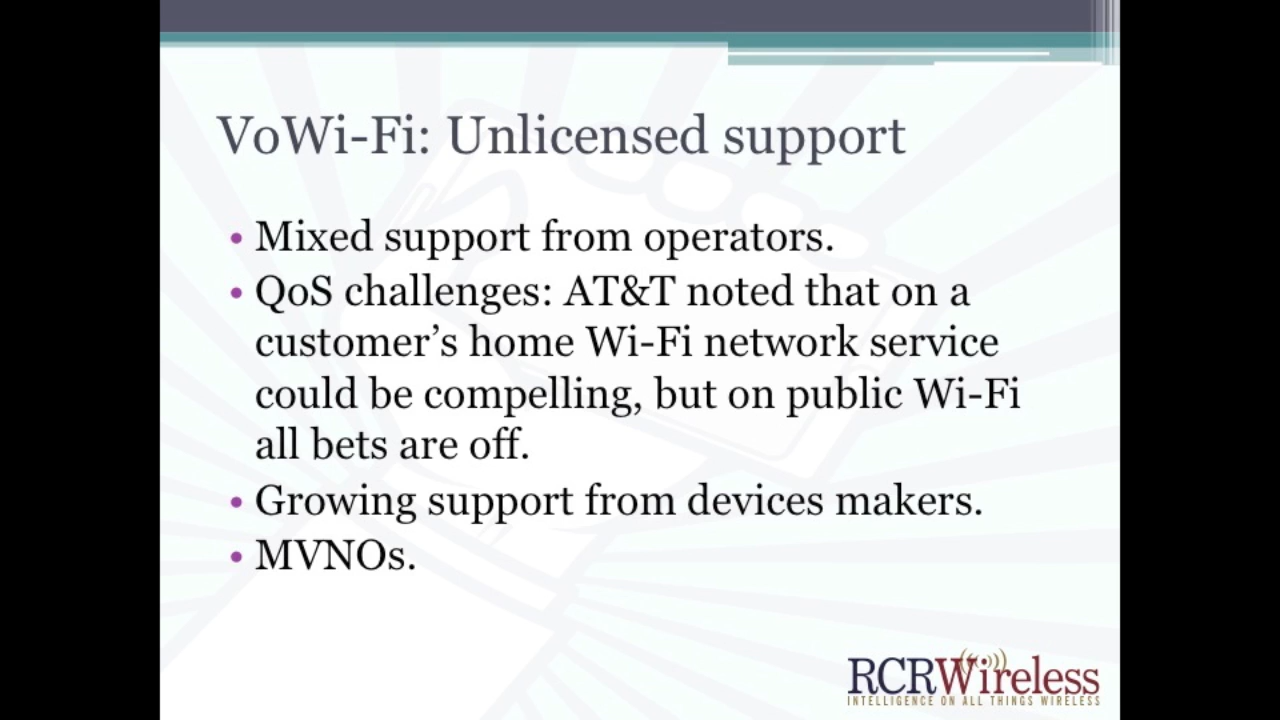 VoWi-Fi: Unlicensed support
• Mixed support from operators.
• QoS challenges: AT&T noted that on a
customer’s home Wi-Fi network service
could be compelling, but on public Wi-Fi
all bets are off.
• Growing support from devices makers.
• MVNOs.
RCRWireless
INTELLIGENCE ON ALL THINGS WIRELESS